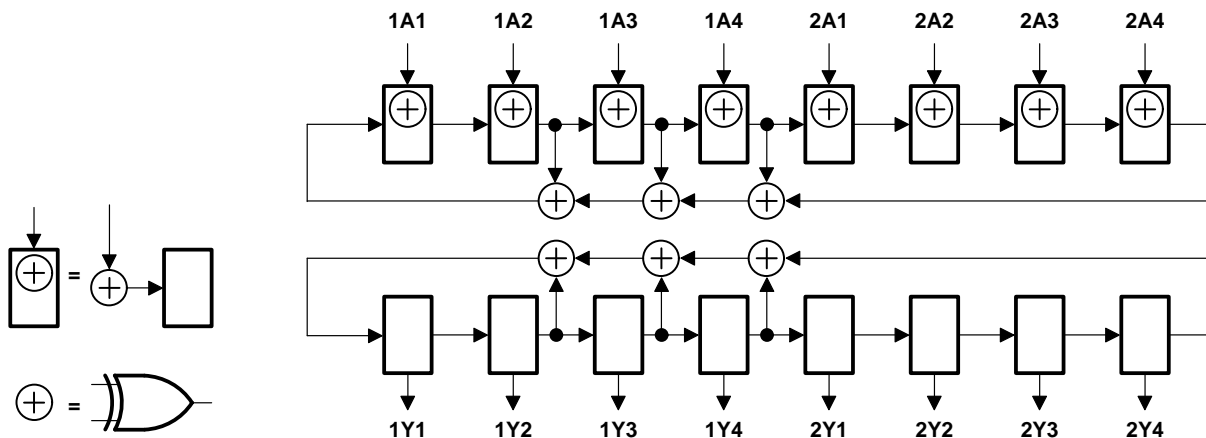 1A1 1A2 1A3 1A4 2A1 2A2 2A3 2A4
=
=
1Y1 1Y2 1Y3 1Y4 2Y1 2Y2 2Y3 2Y4